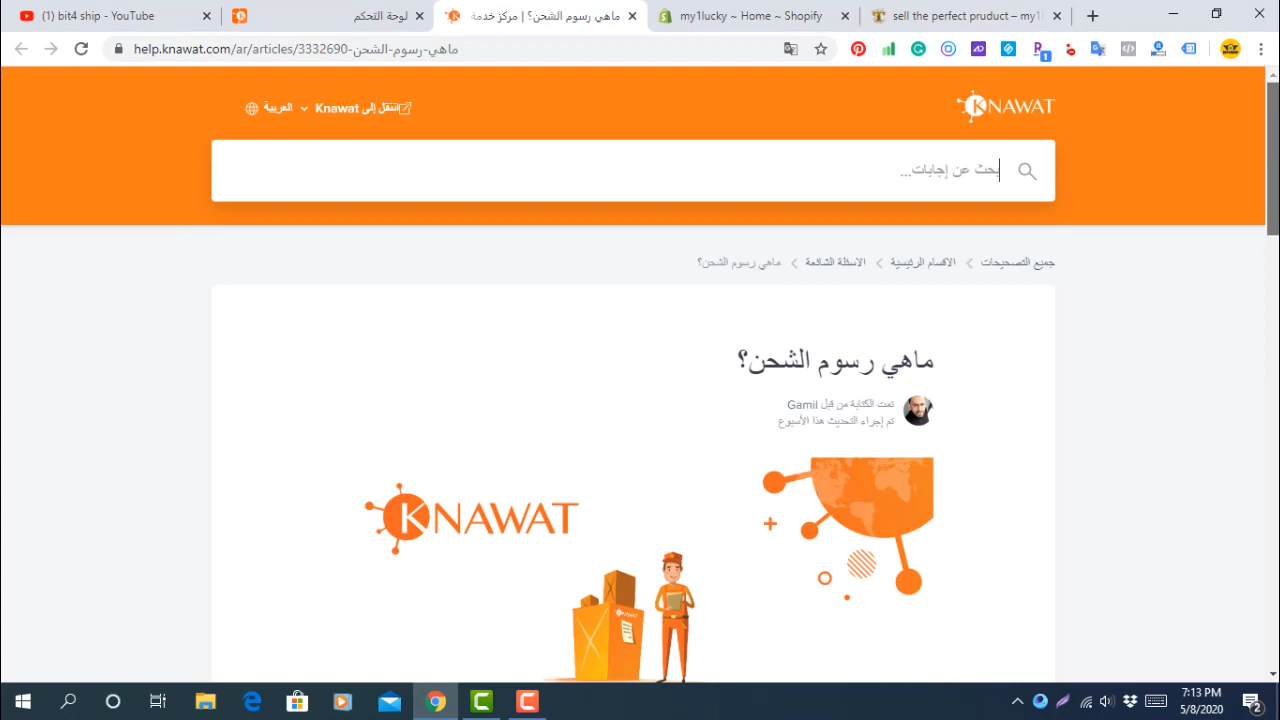 (1) bit4 ship - YouTube
لوحة التحكم
ماهي رسوم الشحن؟ | مركز خدمة
my1lucky ~ Home ~ Shopify
sell the perfect pruduct – my1l
help.knawat.com/ar/articles/3332690-ماهي-رسوم-الشحن
1
KNAWAT
انتقل إلى Knawat
العربية
بحث عن إجابات...
جميع التصحيحات
الاقسام الرئيسية
الاسئلة الشائعة
ماهي رسوم الشحن؟
ماهي رسوم الشحن؟
تمت الكتابة من قبل Gamil
تم إجراء التحديث هذا الأسبوع
KNAWAT
7:13 PM
5/8/2020
2